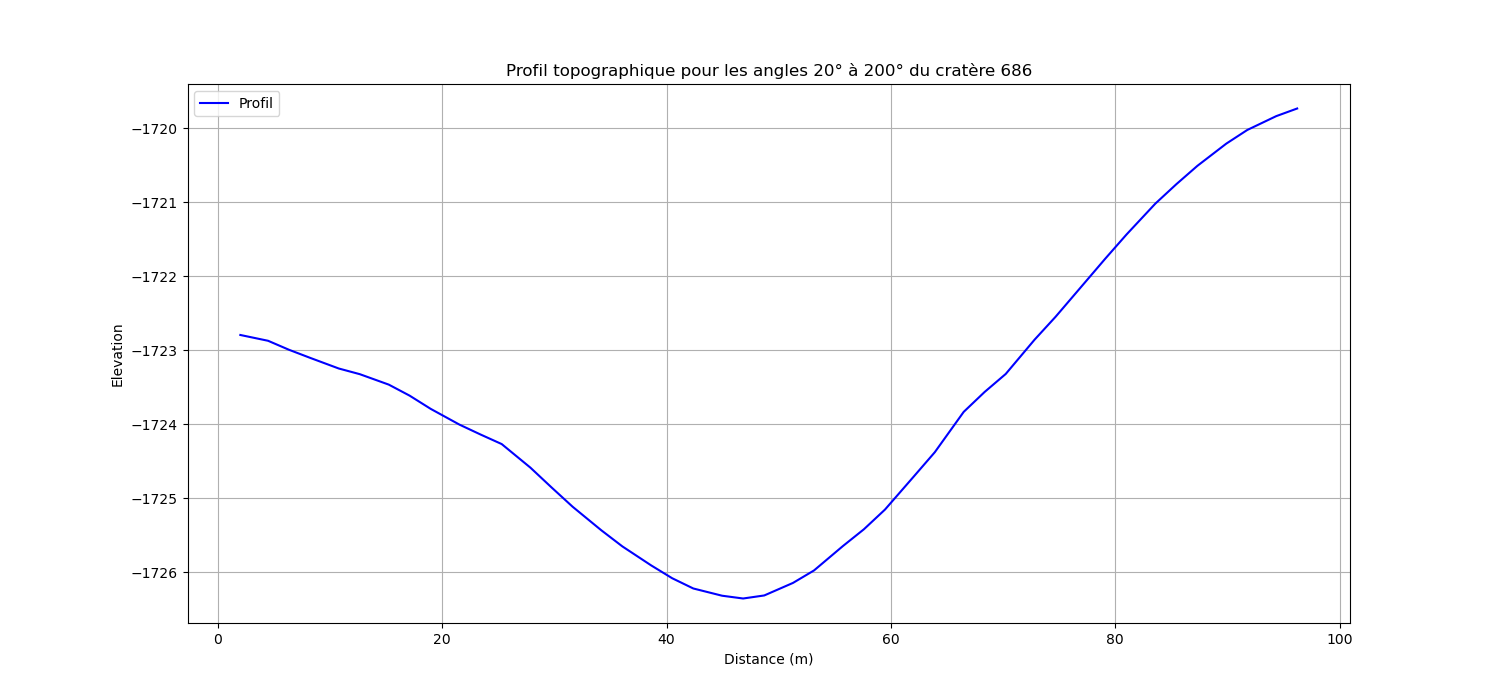 Profil topographique pour les angles 20° à 200° du cratère 686
Profil
−1720
−1721
−1722
−1723
−1724
−1725
−1726
Elevation
0 20 40 60 80 100
Distance (m)